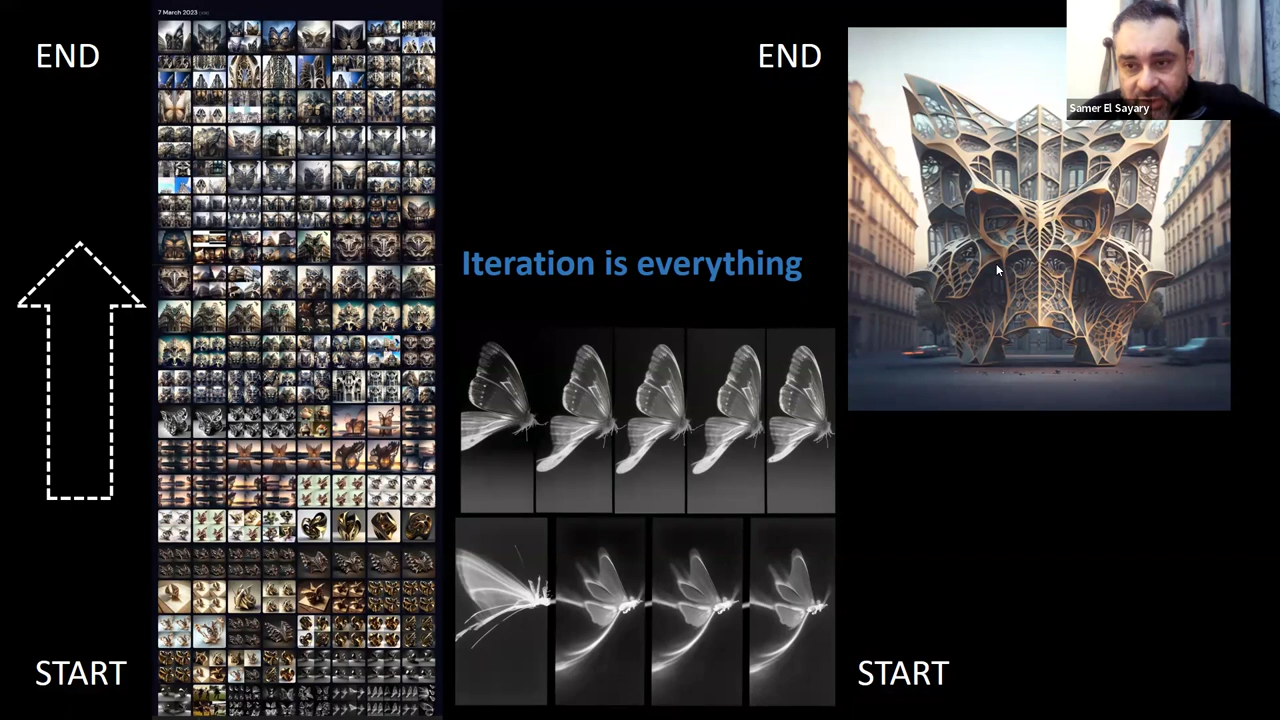 7 March 2023
END
END
Samer El Sayary
Iteration is everything
START
START